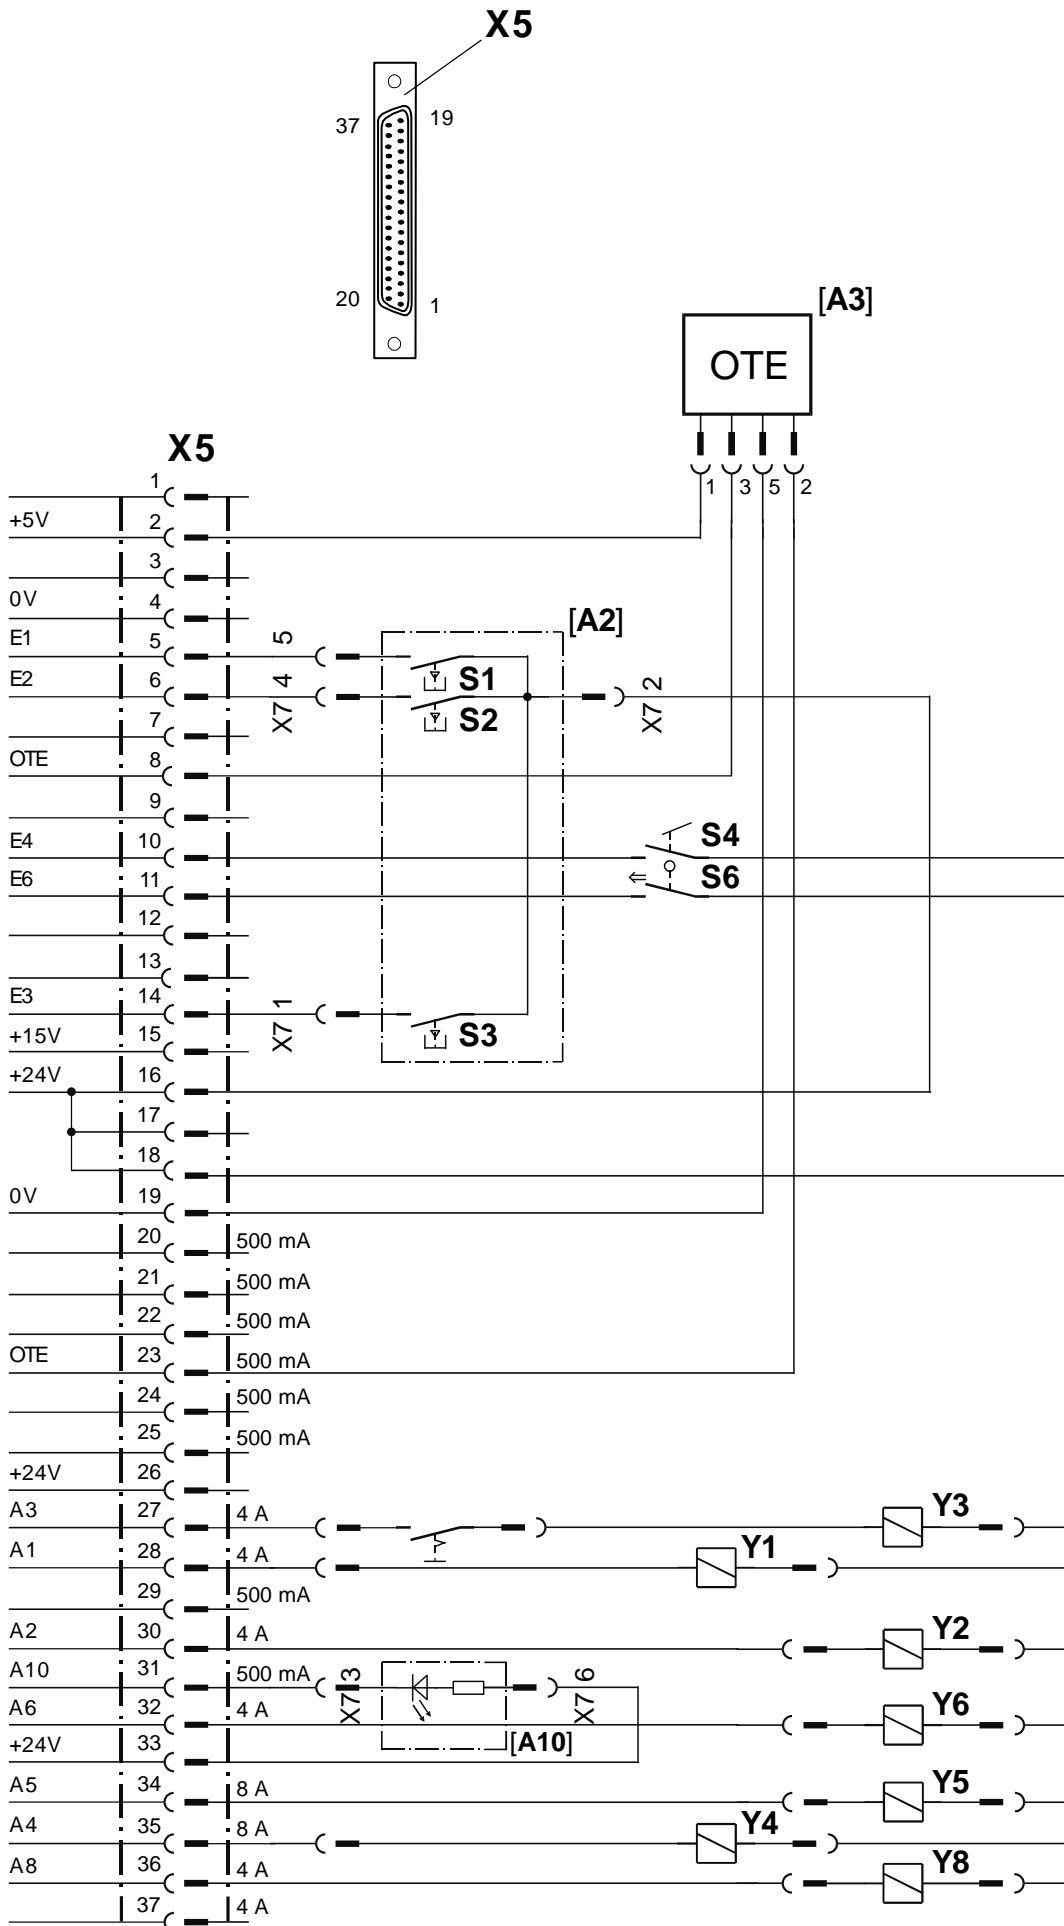 X5
37 19
20 1
[A3]
OTE
1 3 5 2
X5
1
+5V 2
3
0V 4
E1 5 5 [A2]
S1
E2 6 X7 4 X7 2
S2
7
OTE 8
9
E4 10 S4
E6 11 S6
12
13
E3 14 X7 1
S3
+15V 15
+24V 16
17
18
0V 19
20 500 mA
21 500 mA
22 500 mA
OTE 23 500 mA
24 500 mA
25 500 mA
+24V 26
A3 27 4 A Y3
A1 28 4 A Y1
29 500 mA
A2 30 4 A Y2
A10 31 500 mA X7 3 X7 6
A6 32 4 A Y6
+24V 33 [A10]
A5 34 8 A Y5
A4 35 8 A Y4
A8 36 4 A Y8
37 4 A